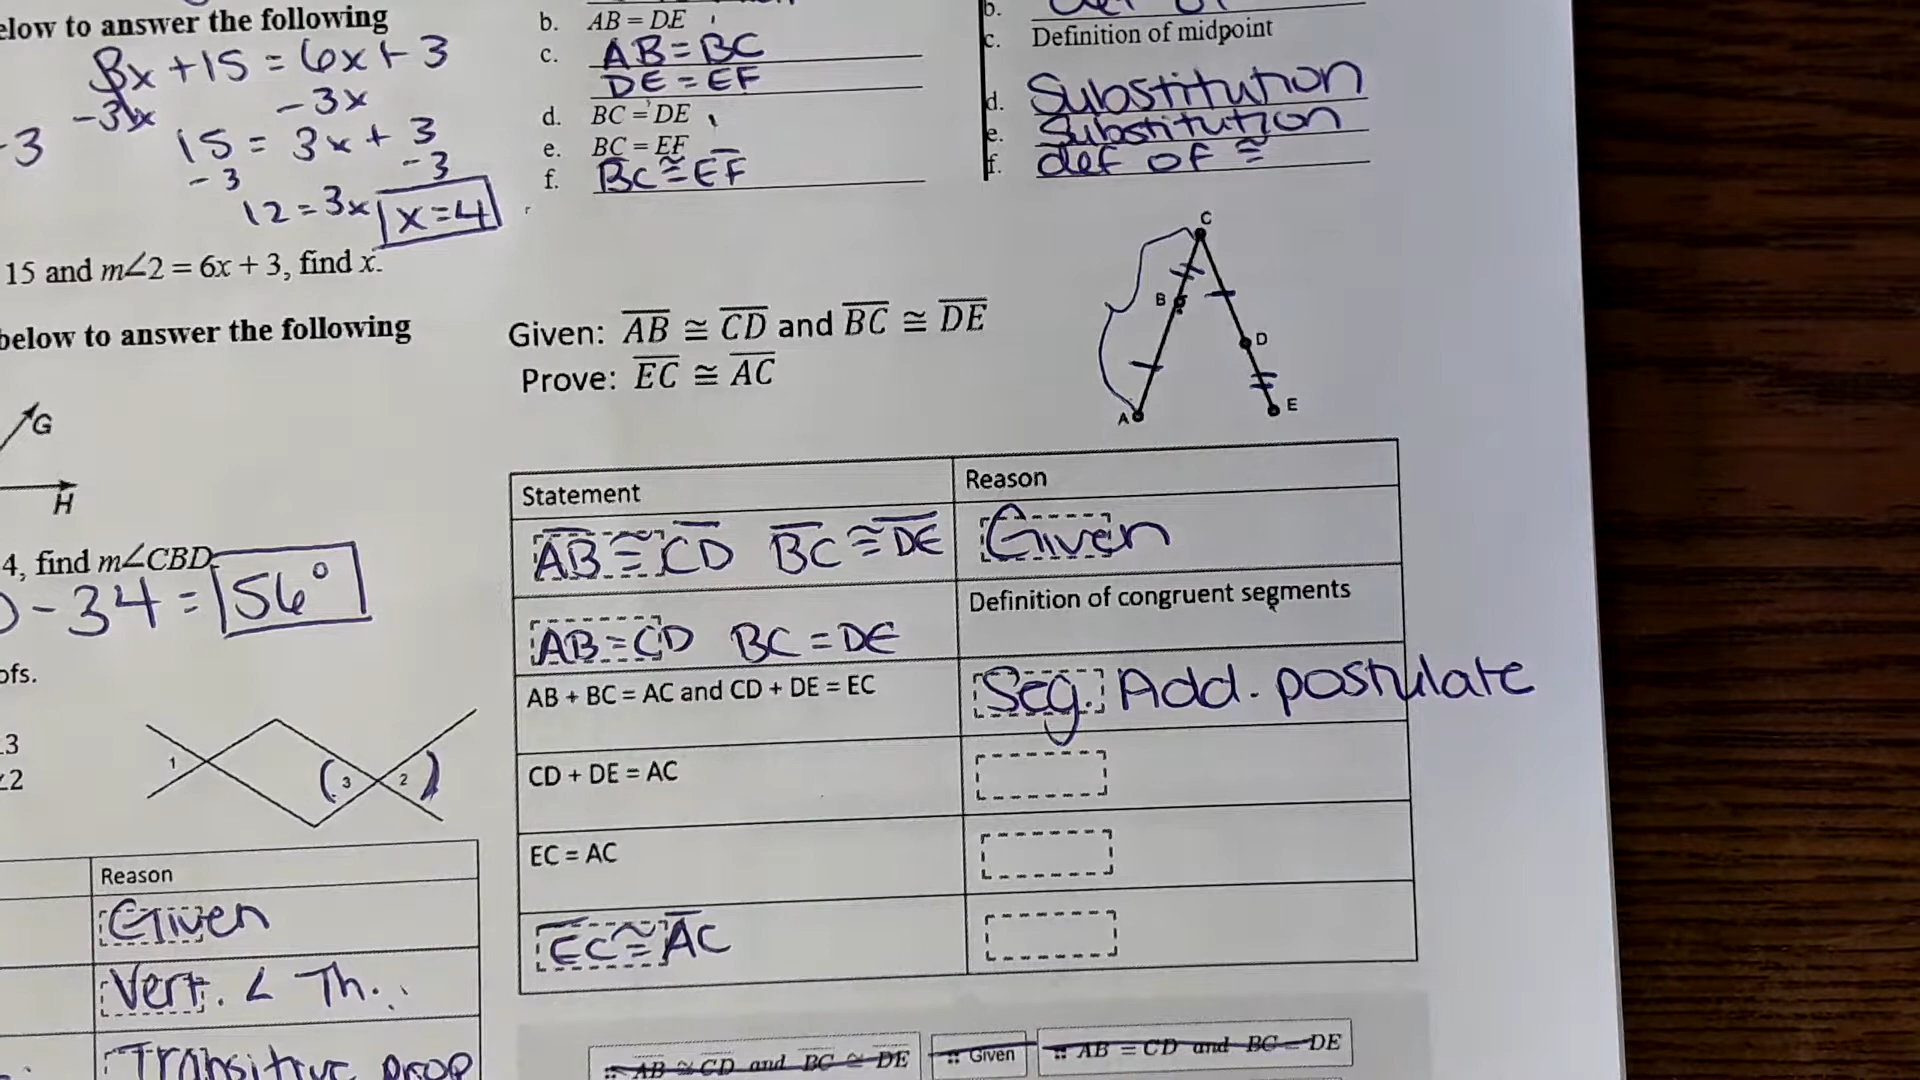 elow to answer the following
3x + 15 = 6x + 3
-3x -3x
-3
15 = 3x + 3
-3 -3
12 = 3x x = 4
15 and m∠2 = 6x + 3, find x.
below to answer the following
G
H
4, find m∠CBD
- 34 = 56°
ofs.
3
∠2
1
3
2
Reason
Given
Vert. ∠ Th.
Transitive prop
b. AB = DE
c. AB = BC
DE = EF
d. BC = DE
e. BC = EF
f. BC ≅ EF
b. def of
c. Definition of midpoint
d. Substitution
e. Substitution
f. def of ≅
Given: AB ≅ CD and BC ≅ DE
Prove: EC ≅ AC
C
B
D
A
E
Statement Reason
AB ≅ CD BC ≅ DE Given
AB = CD BC = DE Definition of congruent segments
AB + BC = AC and CD + DE = EC Seg. Add. postulate
CD + DE = AC
EC = AC
EC ≅ AC
:: AB ≅ CD and BC ≅ DE :: Given :: AB = CD and BC = DE